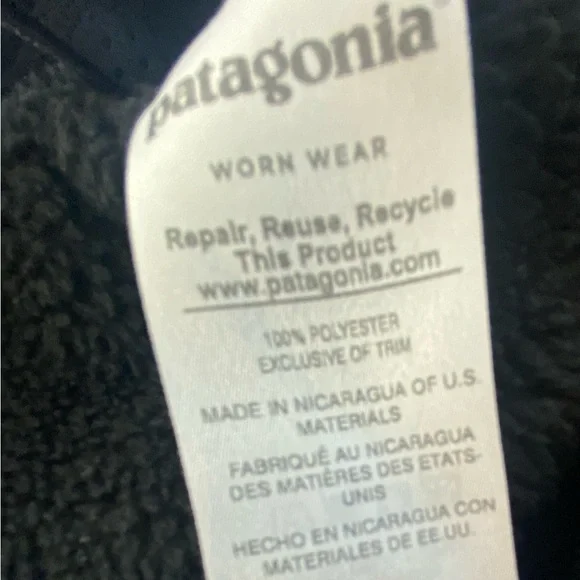 patagonia®
WORN WEAR
Repair, Reuse, Recycle
This Product
www.patagonia.com
100% POLYESTER
EXCLUSIVE OF TRIM
MADE IN NICARAGUA OF U.S.
MATERIALS
FABRIQUÉ AU NICARAGUA
DES MATIÈRES DES ETATS-
UNIS
HECHO EN NICARAGUA CON
MATERIALES DE EE.UU.